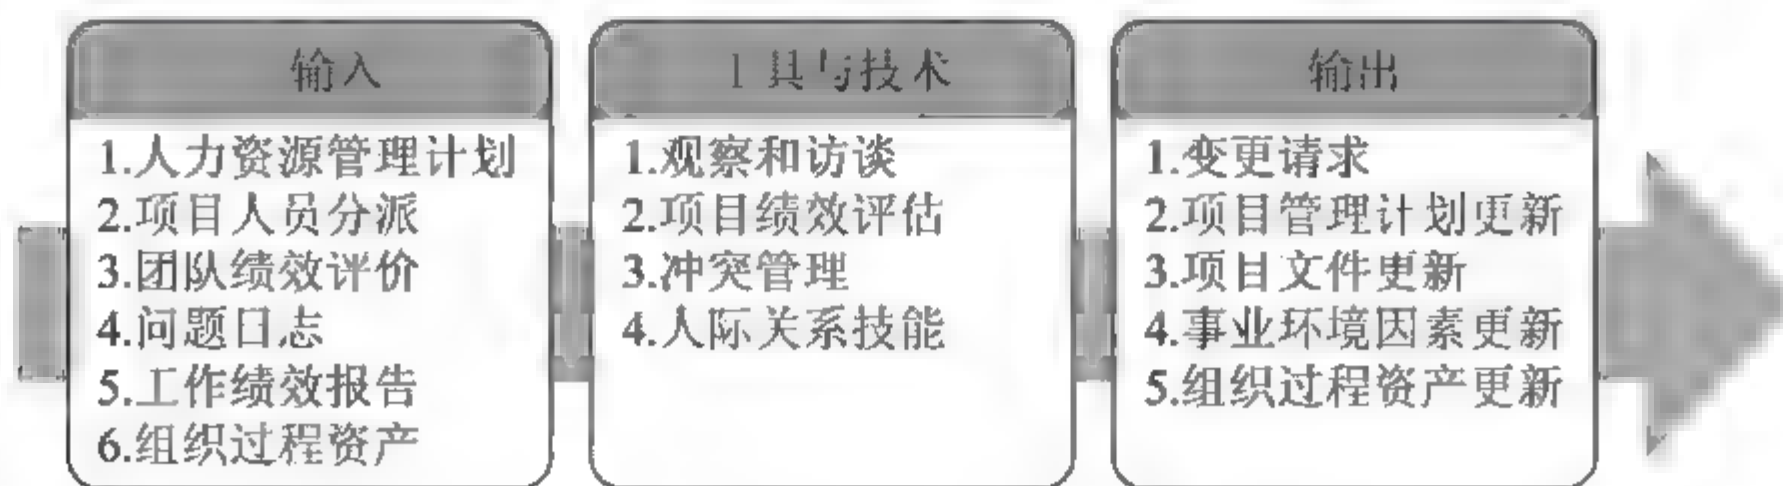 输入
1.人力资源管理计划
2.项目人员分派
3.团队绩效评价
4.问题日志
5.工作绩效报告
6.组织过程资产
工具与技术
1.观察和访谈
2.项目绩效评估
3.冲突管理
4.人际关系技能
输出
1.变更请求
2.项目管理计划更新
3.项目文件更新
4.事业环境因素更新
5.组织过程资产更新